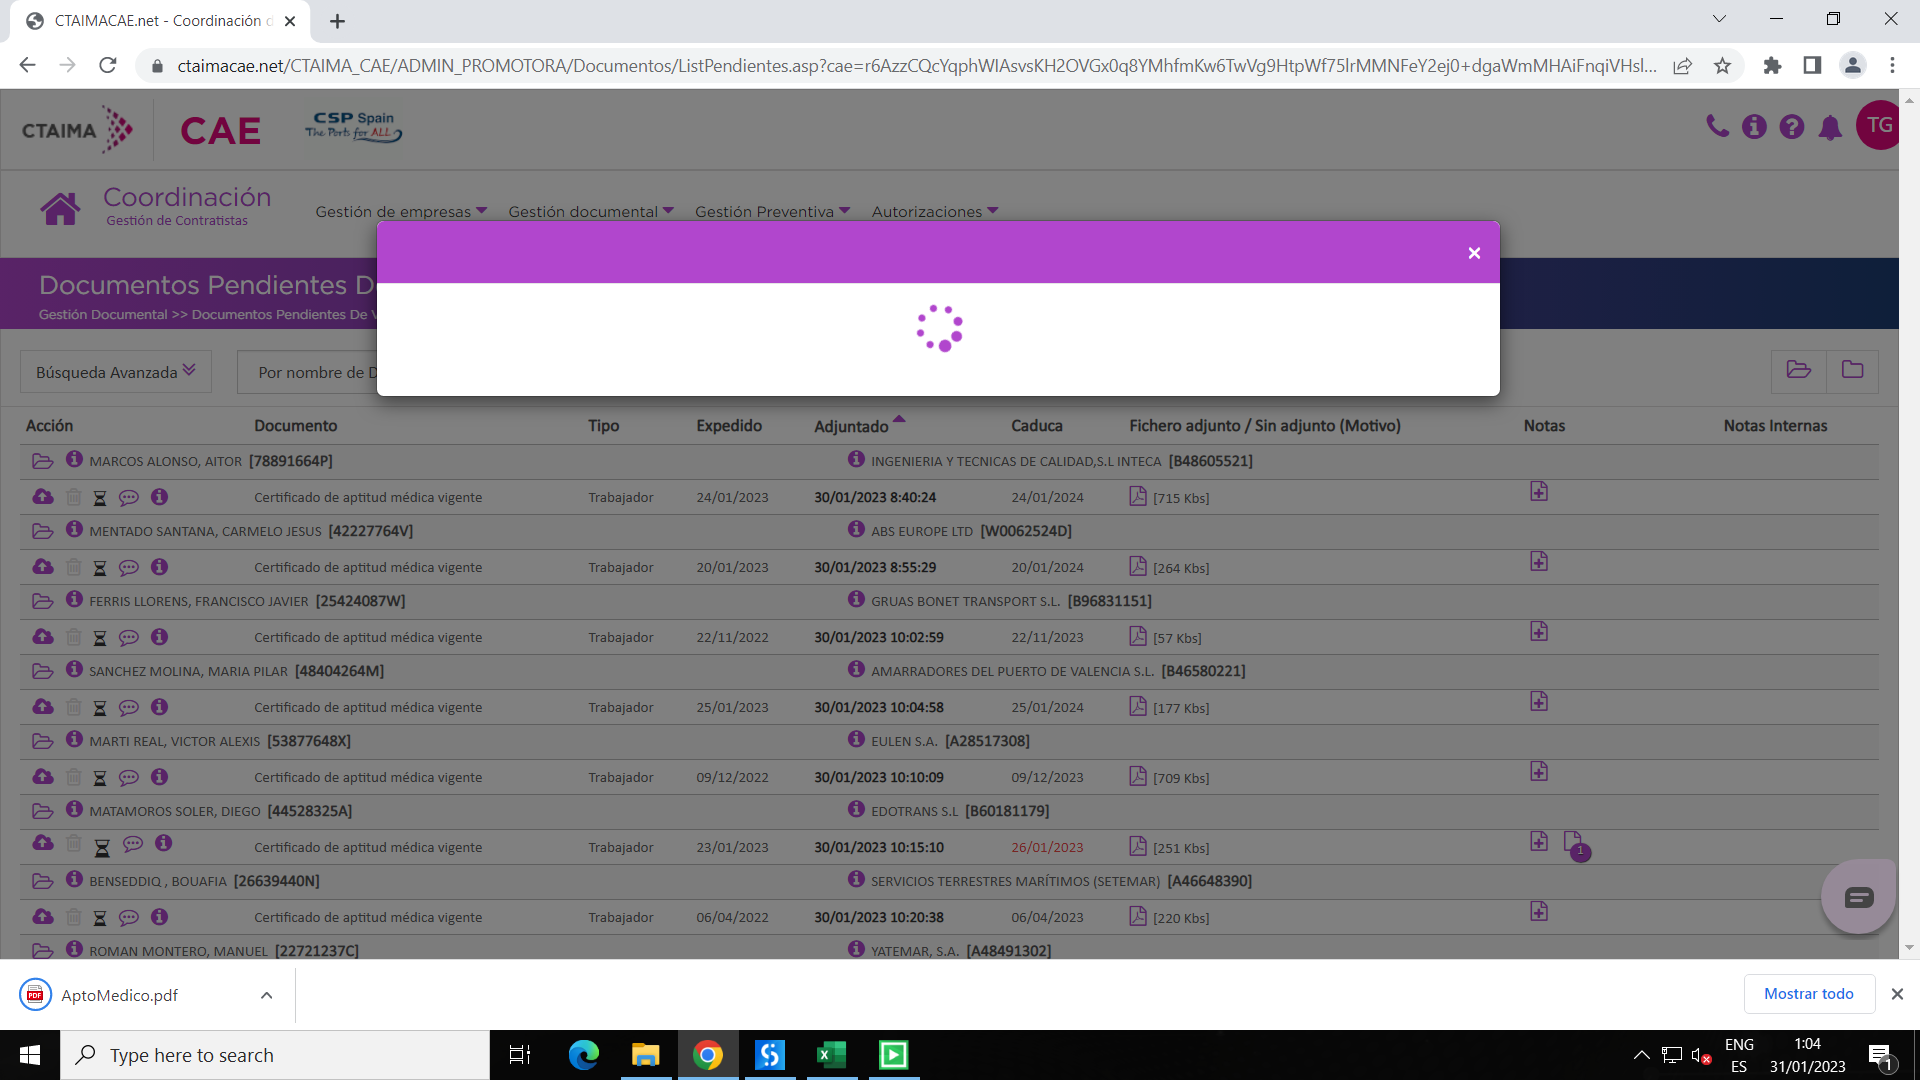 CTAIMACAE.net - Coordinación d
ctaimacae.net/CTAIMA_CAE/ADMIN_PROMOTORA/Documentos/ListPendientes.asp?cae=r6AzzCQcYqphWIAsvsKH2OVGx0q8YMhfmKw6TwVg9HtpWf75lrMMNFeY2ej0+dgaWmMHAiFnqiVHsl...
CTAIMA
CAE
CSP Spain
The Ports for ALL
TG
Coordinación
Gestión de Contratistas
Gestión de empresas
Gestión documental
Gestión Preventiva
Autorizaciones
Documentos Pendientes D
Gestión Documental >> Documentos Pendientes De V
Búsqueda Avanzada
Por nombre de D
Acción Documento Tipo Expedido Adjuntado Caduca Fichero adjunto / Sin adjunto (Motivo) Notas Notas Internas
MARCOS ALONSO, AITOR [78891664P] INGENIERIA Y TECNICAS DE CALIDAD,S.L INTECA [B48605521]
Certificado de aptitud médica vigente Trabajador 24/01/2023 30/01/2023 8:40:24 24/01/2024 [715 Kbs]
MENTADO SANTANA, CARMELO JESUS [42227764V] ABS EUROPE LTD [W0062524D]
Certificado de aptitud médica vigente Trabajador 20/01/2023 30/01/2023 8:55:29 20/01/2024 [264 Kbs]
FERRIS LLORENS, FRANCISCO JAVIER [25424087W] GRUAS BONET TRANSPORT S.L. [B96831151]
Certificado de aptitud médica vigente Trabajador 22/11/2022 30/01/2023 10:02:59 22/11/2023 [57 Kbs]
SANCHEZ MOLINA, MARIA PILAR [48404264M] AMARRADORES DEL PUERTO DE VALENCIA S.L. [B46580221]
Certificado de aptitud médica vigente Trabajador 25/01/2023 30/01/2023 10:04:58 25/01/2024 [177 Kbs]
MARTI REAL, VICTOR ALEXIS [53877648X] EULEN S.A. [A28517308]
Certificado de aptitud médica vigente Trabajador 09/12/2022 30/01/2023 10:10:09 09/12/2023 [709 Kbs]
MATAMOROS SOLER, DIEGO [44528325A] EDOTRANS S.L [B60181179]
Certificado de aptitud médica vigente Trabajador 23/01/2023 30/01/2023 10:15:10 26/01/2023 [251 Kbs] 1
BENSEDDIQ , BOUAFIA [26639440N] SERVICIOS TERRESTRES MARÍTIMOS (SETEMAR) [A46648390]
Certificado de aptitud médica vigente Trabajador 06/04/2022 30/01/2023 10:20:38 06/04/2023 [220 Kbs]
ROMAN MONTERO, MANUEL [22721237C] YATEMAR, S.A. [A48491302]
PDF AptoMedico.pdf
Mostrar todo
Type here to search
ENG
ES
1:04
31/01/2023
1